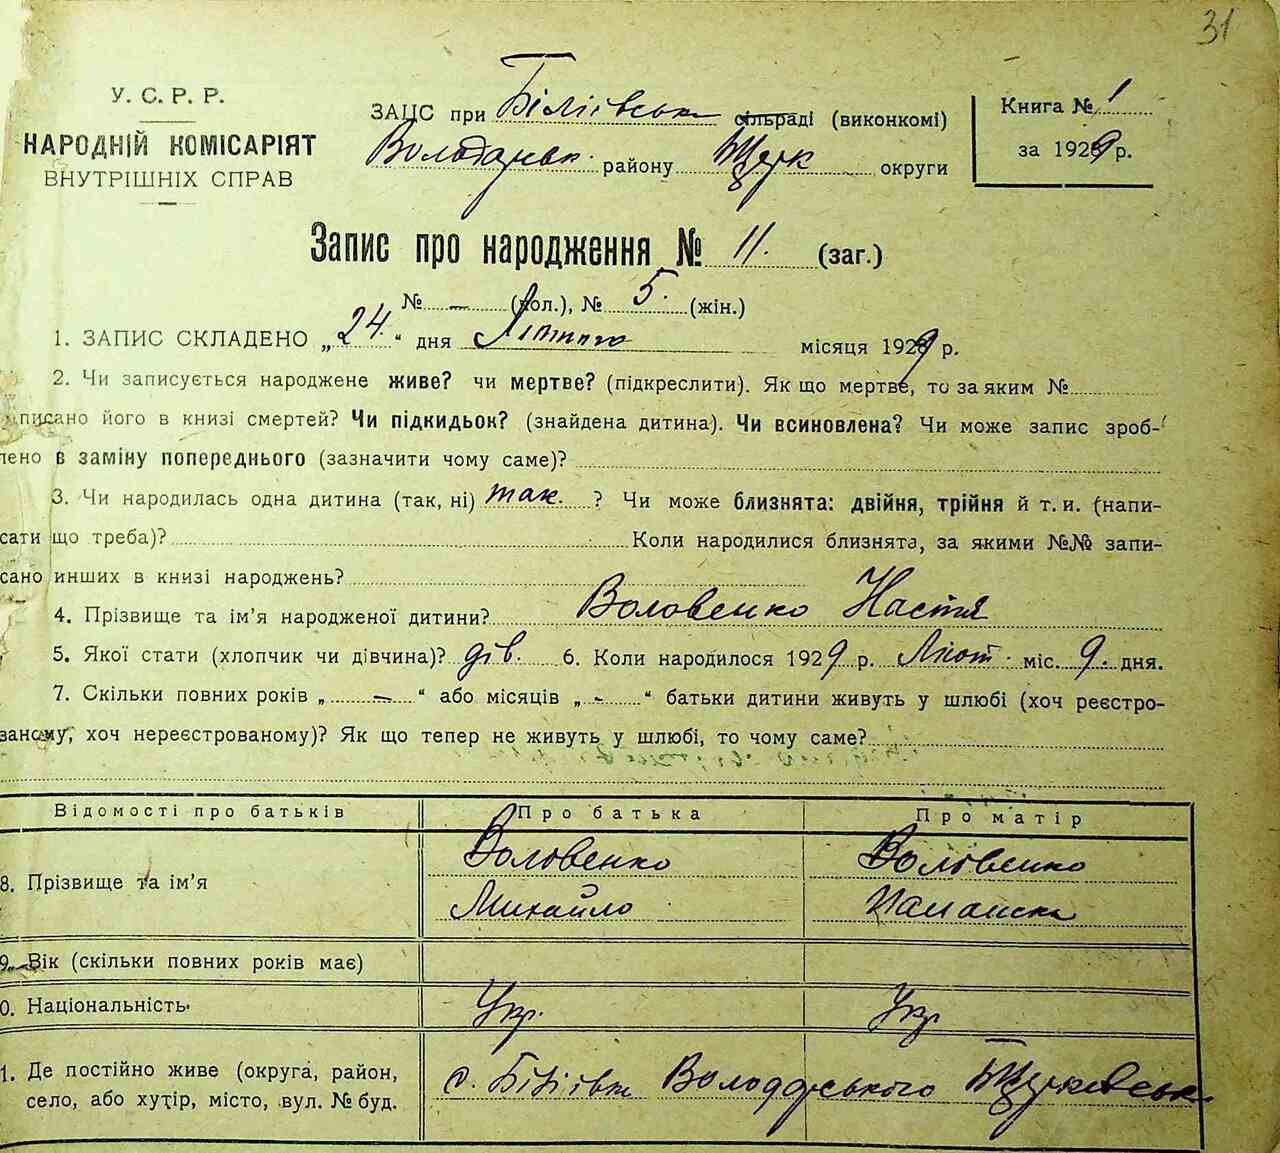 31
У. С. Р. Р.
НАРОДНІЙ КОМІСАРІЯТ
ВНУТРІШНІХ СПРАВ
ЗАЦС при Біліївськ сільраді (виконкомі)
Володарськ. району округи
Книга № 1
за 1929 р.
Запис про народження № 11. (заг.)
№ — (чол.), № 5. (жін.)
1. ЗАПИС СКЛАДЕНО „24.“ дня Лютого місяця 1929 р.
2. Чи записується народжене живе? чи мертве? (підкреслити). Як що мертве, то за яким №
писано його в книзі смертей? Чи підкидьок? (знайдена дитина). Чи всиновлена? Чи може запис зроб-
лено в заміну попереднього (зазначити чому саме)?
3. Чи народилась одна дитина (так, ні) так. ? Чи може близнята: двійня, трійня й т. и. (напи-
сати що треба)? Коли народилися близнята, за якими №№ запи-
сано инших в книзі народжень?
4. Прізвище та ім'я народженої дитини? Воловенко Настя
5. Якої стати (хлопчик чи дівчина)? дів. 6. Коли народилося 1929 р. Лют. міс. 9. дня.
7. Скільки повних років „ — “ або місяців „ - “ батьки дитини живуть у шлюбі (хоч реєстро-
ваному, хоч нереєстрованому)? Як що тепер не живуть у шлюбі, то чому саме?
Відомості про батьків Про батька Про матір
8. Прізвище та ім'я Воловенко Михайло Воловенко
9. Вік (скільки повних років має)
0. Національність Укр. Укр
1. Де постійно живе (округа, район,
село, або хутір, місто, вул. № буд. с. Володарського